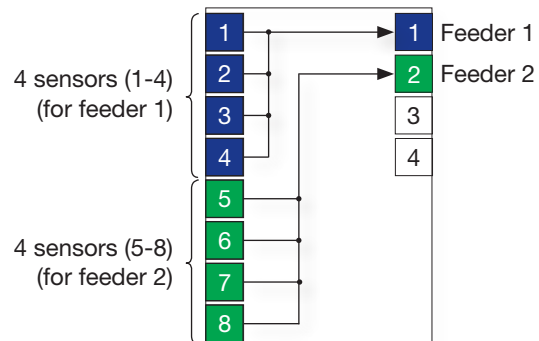 4 sensors (1-4)
(for feeder 1)
4 sensors (5-8)
(for feeder 2)
1
2
3
4
5
6
7
8
1 Feeder 1
2 Feeder 2
3
4